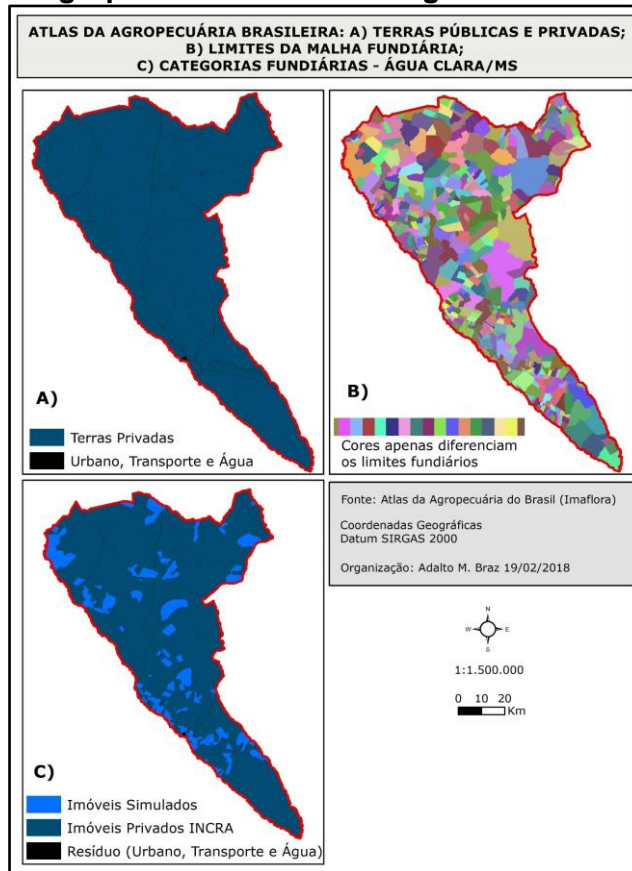 ATLAS DA AGROPECUÁRIA BRASILEIRA: A) TERRAS PÚBLICAS E PRIVADAS;
B) LIMITES DA MALHA FUNDIÁRIA;
C) CATEGORIAS FUNDIÁRIAS - ÁGUA CLARA/MS
A)
Terras Privadas
Urbano, Transporte e Água
B)
Cores apenas diferenciam
os limites fundiários
C)
Imóveis Simulados
Imóveis Privados INCRA
Resíduo (Urbano, Transporte e Água)
Fonte: Atlas da Agropecuária do Brasil (Imaflora)
Coordenadas Geográficas
Datum SIRGAS 2000
Organização: Adalto M. Braz 19/02/2018
N
W E
S
1:1.500.000
0 10 20
Km